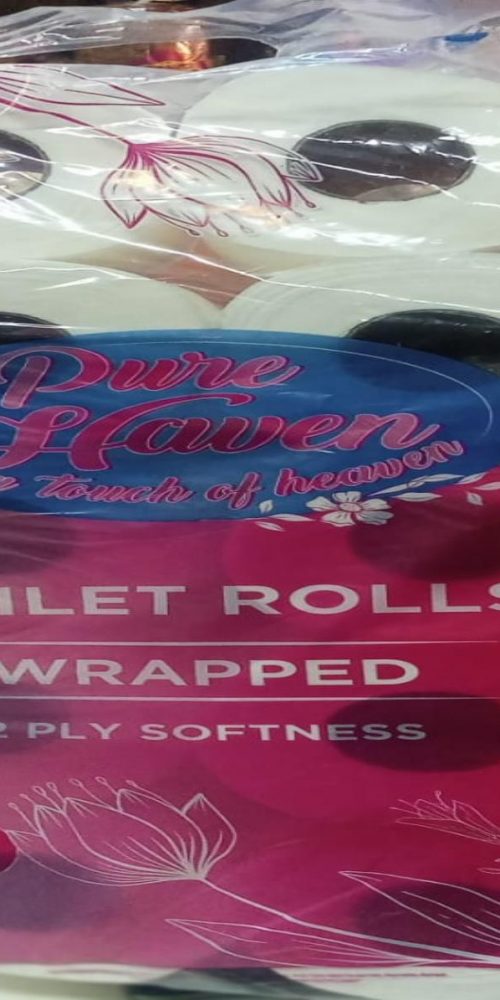 Pure
Haven
touch of heaven
ILET ROLLS
WRAPPED
2 PLY SOFTNESS